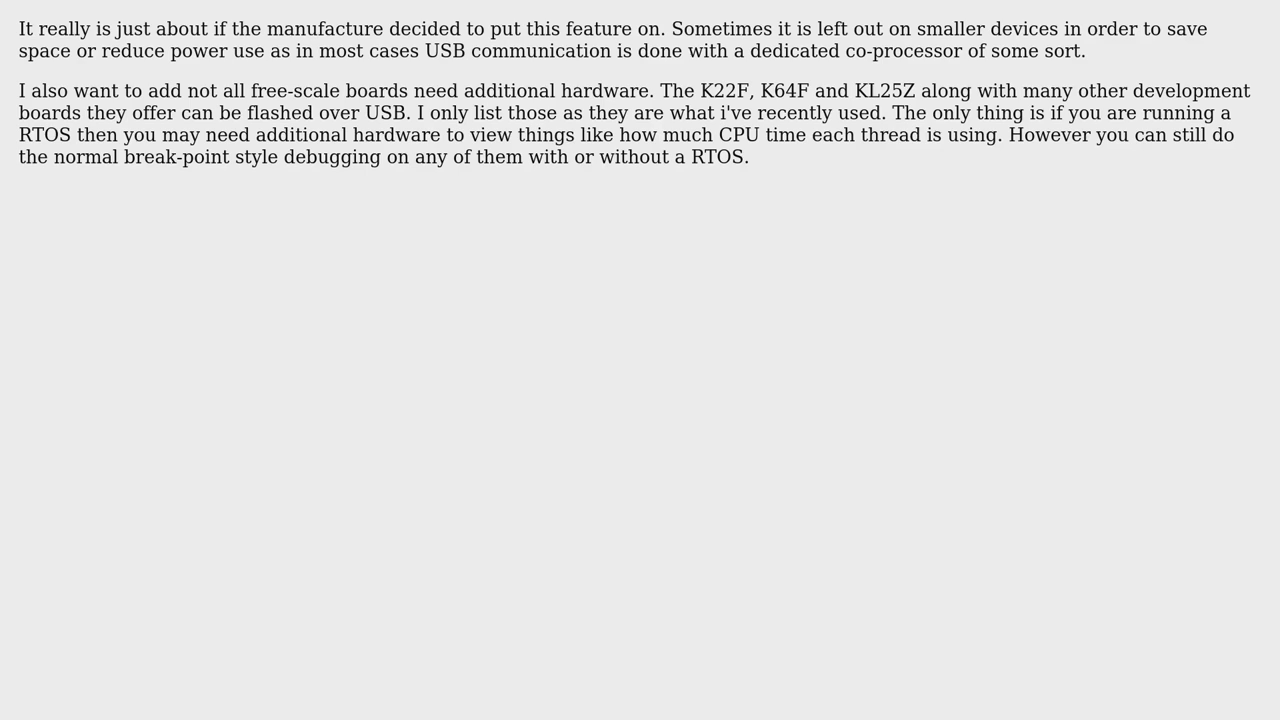 It really is just about if the manufacture decided to put this feature on. Sometimes it is left out on smaller devices in order to save
space or reduce power use as in most cases USB communication is done with a dedicated co-processor of some sort.
I also want to add not all free-scale boards need additional hardware. The K22F, K64F and KL25Z along with many other development
boards they offer can be flashed over USB. I only list those as they are what i've recently used. The only thing is if you are running a
RTOS then you may need additional hardware to view things like how much CPU time each thread is using. However you can still do
the normal break-point style debugging on any of them with or without a RTOS.